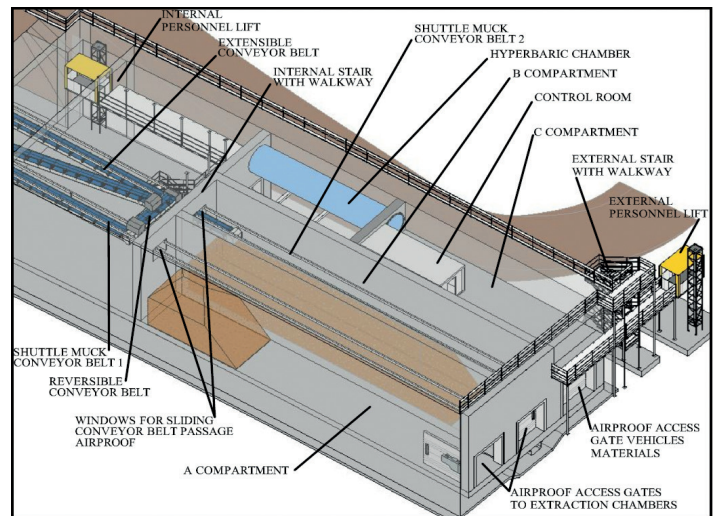 INTERNAL
PERSONNEL LIFT
EXTENSIBLE
CONVEYOR BELT
INTERNAL STAIR
WITH WALKWAY
SHUTTLE MUCK
CONVEYOR BELT 2
HYPERBARIC CHAMBER
B COMPARTMENT
CONTROL ROOM
C COMPARTMENT
EXTERNAL STAIR
WITH WALKWAY
EXTERNAL
PERSONNEL LIFT
SHUTTLE MUCK
CONVEYOR BELT 1
REVERSIBLE
CONVEYOR BELT
WINDOWS FOR SLIDING
CONVEYOR BELT PASSAGE
AIRPROOF
A COMPARTMENT
AIRPROOF ACCESS
GATE VEHICLES
MATERIALS
AIRPROOF ACCESS GATES
TO EXTRACTION CHAMBERS